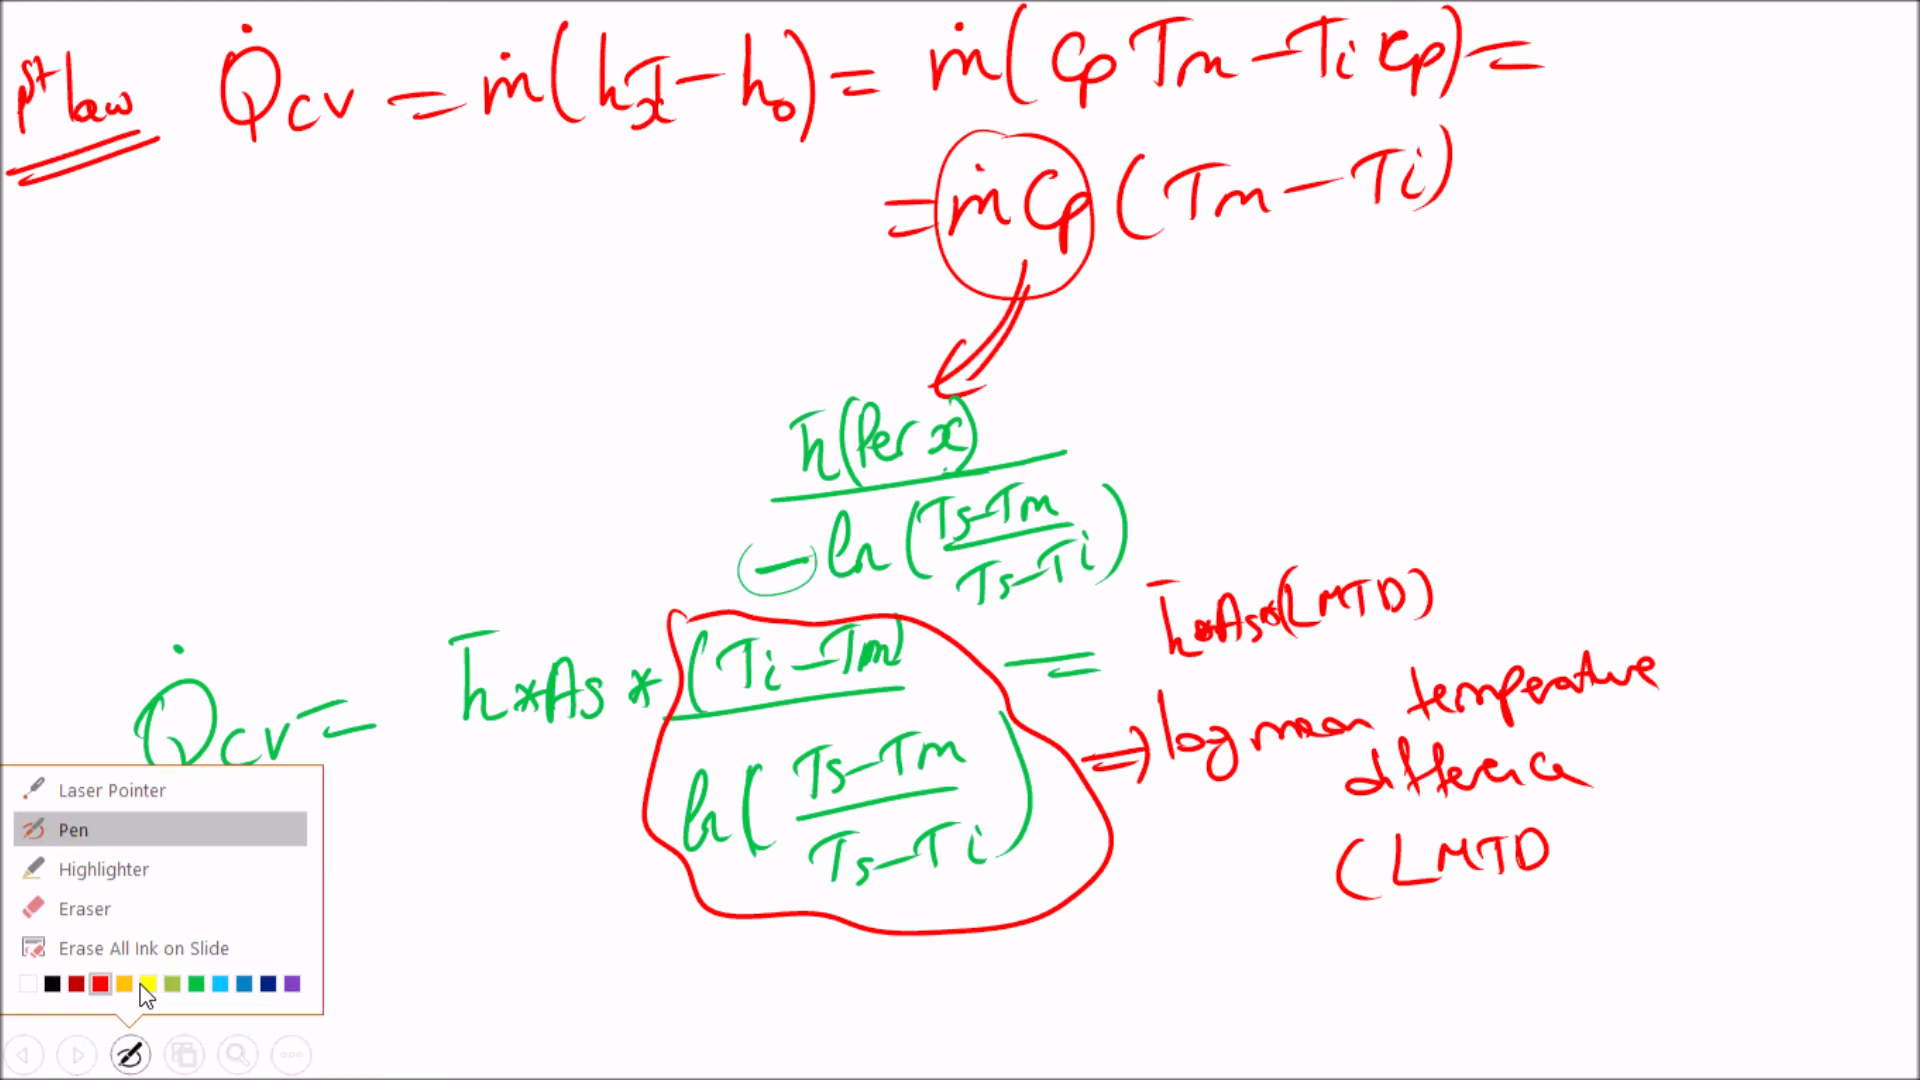 1st law Q̇cv = ṁ(hx - ho) = ṁ(Cp Tm - Ti Cp) =
= ṁ Cp (Tm - Ti)
h̄(Per x)
- ln (Ts-Tm
Ts-Ti)
Q̇cv = h̄*As * (Ti-Tm)
ln( Ts-Tm
Ts-Ti )
= h̄*As*(LMTD)
⇒ log mean temperature
difference
(LMTD
Laser Pointer
Pen
Highlighter
Eraser
Erase All Ink on Slide